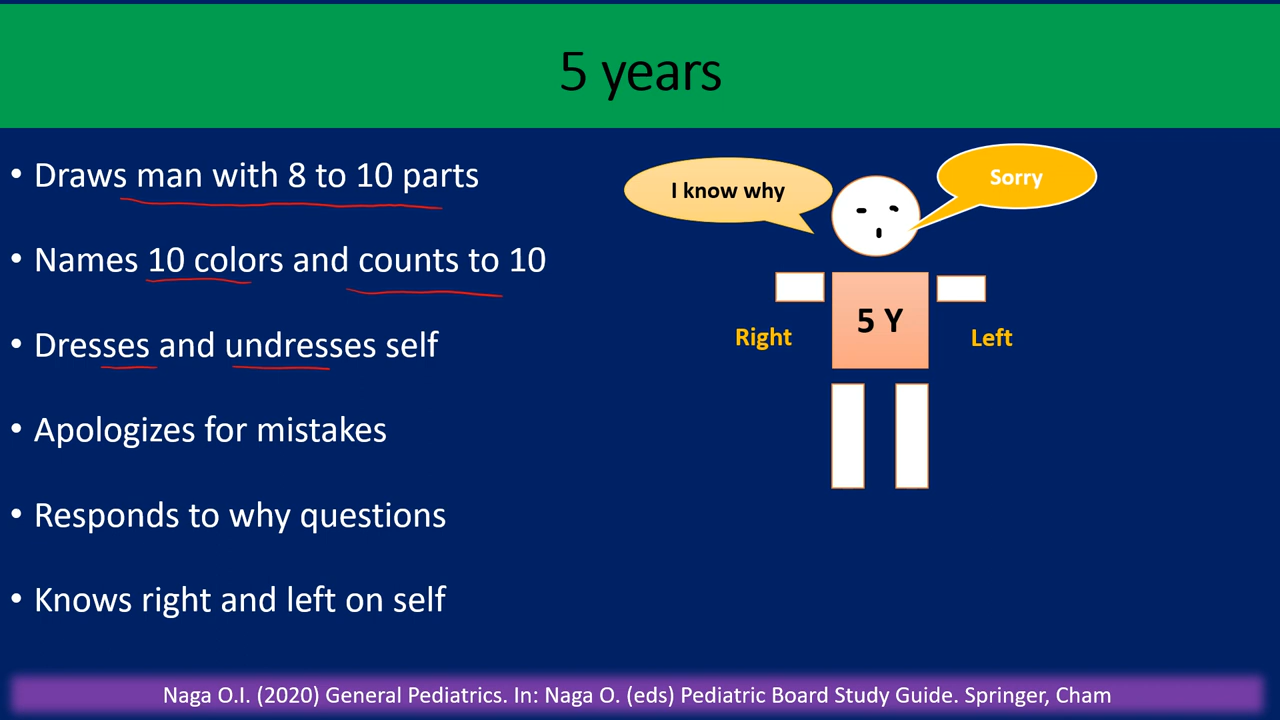 5 years
• Draws man with 8 to 10 parts
• Names 10 colors and counts to 10
• Dresses and undresses self
• Apologizes for mistakes
• Responds to why questions
• Knows right and left on self
I know why
Sorry
5 Y
Right
Left
Naga O.I. (2020) General Pediatrics. In: Naga O. (eds) Pediatric Board Study Guide. Springer, Cham